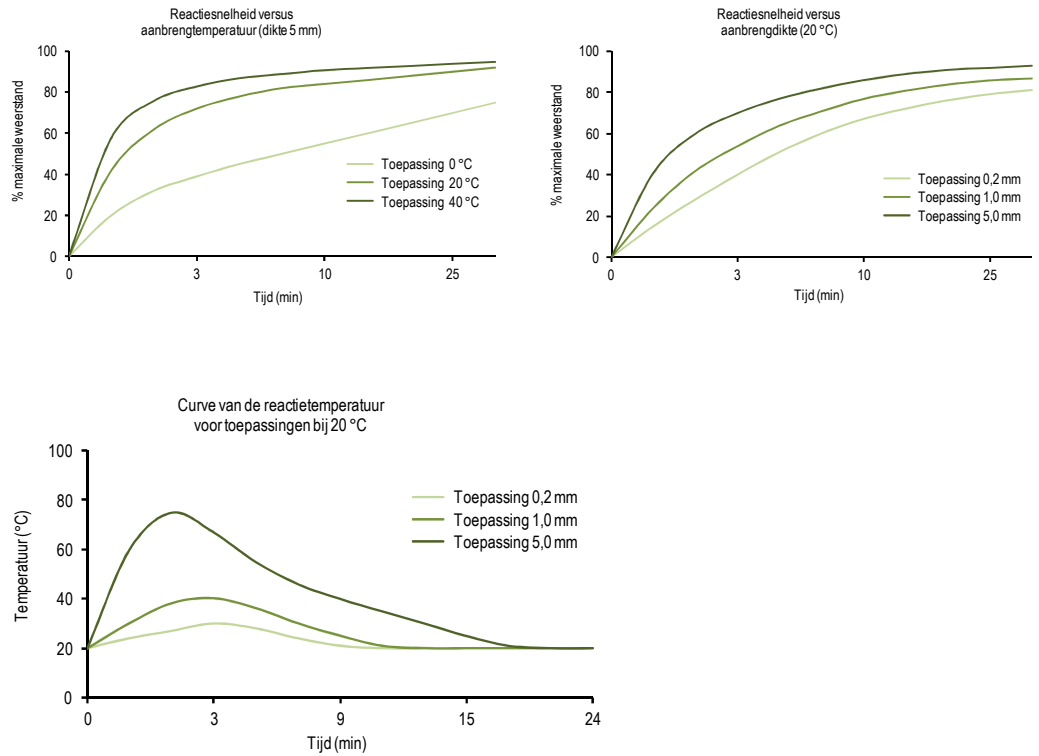 Reactiesnelheid versus
aanbrengtemperatuur (dikte 5 mm)
100
80
60
40
20
0
% maximale weerstand
Toepassing 0 °C
Toepassing 20 °C
Toepassing 40 °C
0 3 10 25
Tijd (min)
Reactiesnelheid versus
aanbrengdikte (20 °C)
100
80
60
40
20
0
% maximale weerstand
Toepassing 0,2 mm
Toepassing 1,0 mm
Toepassing 5,0 mm
0 3 10 25
Tijd (min)
Curve van de reactietemperatuur
voor toepassingen bij 20 °C
100
80
60
40
20
0
Temperatuur (°C)
Toepassing 0,2 mm
Toepassing 1,0 mm
Toepassing 5,0 mm
0 3 9 15 24
Tijd (min)